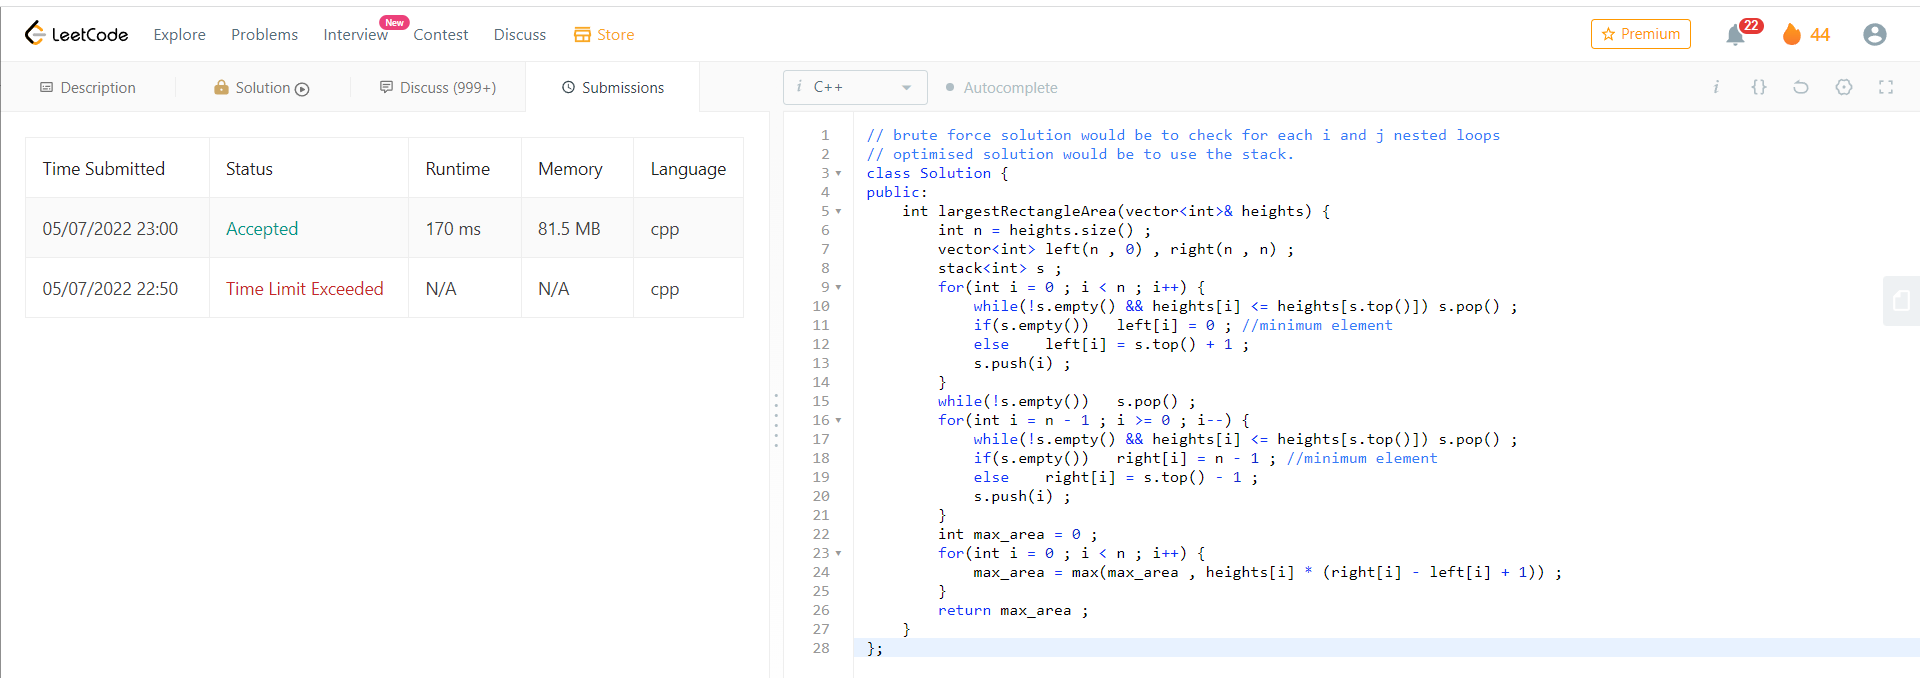 LeetCode Explore Problems Interview New Contest Discuss Store Premium 22 44
Description Solution Discuss (999+) Submissions
Time Submitted Status Runtime Memory Language
05/07/2022 23:00 Accepted 170 ms 81.5 MB cpp
05/07/2022 22:50 Time Limit Exceeded N/A N/A cpp
i C++ Autocomplete i {}
1 // brute force solution would be to check for each i and j nested loops
2 // optimised solution would be to use the stack.
3 class Solution {
4 public:
5     int largestRectangleArea(vector<int>& heights) {
6         int n = heights.size() ;
7         vector<int> left(n , 0) , right(n , n) ;
8         stack<int> s ;
9         for(int i = 0 ; i < n ; i++) {
10             while(!s.empty() && heights[i] <= heights[s.top()]) s.pop() ;
11             if(s.empty())   left[i] = 0 ; //minimum element
12             else    left[i] = s.top() + 1 ;
13             s.push(i) ;
14         }
15         while(!s.empty())   s.pop() ;
16         for(int i = n - 1 ; i >= 0 ; i--) {
17             while(!s.empty() && heights[i] <= heights[s.top()]) s.pop() ;
18             if(s.empty())   right[i] = n - 1 ; //minimum element
19             else    right[i] = s.top() - 1 ;
20             s.push(i) ;
21         }
22         int max_area = 0 ;
23         for(int i = 0 ; i < n ; i++) {
24             max_area = max(max_area , heights[i] * (right[i] - left[i] + 1)) ;
25         }
26         return max_area ;
27     }
28 };